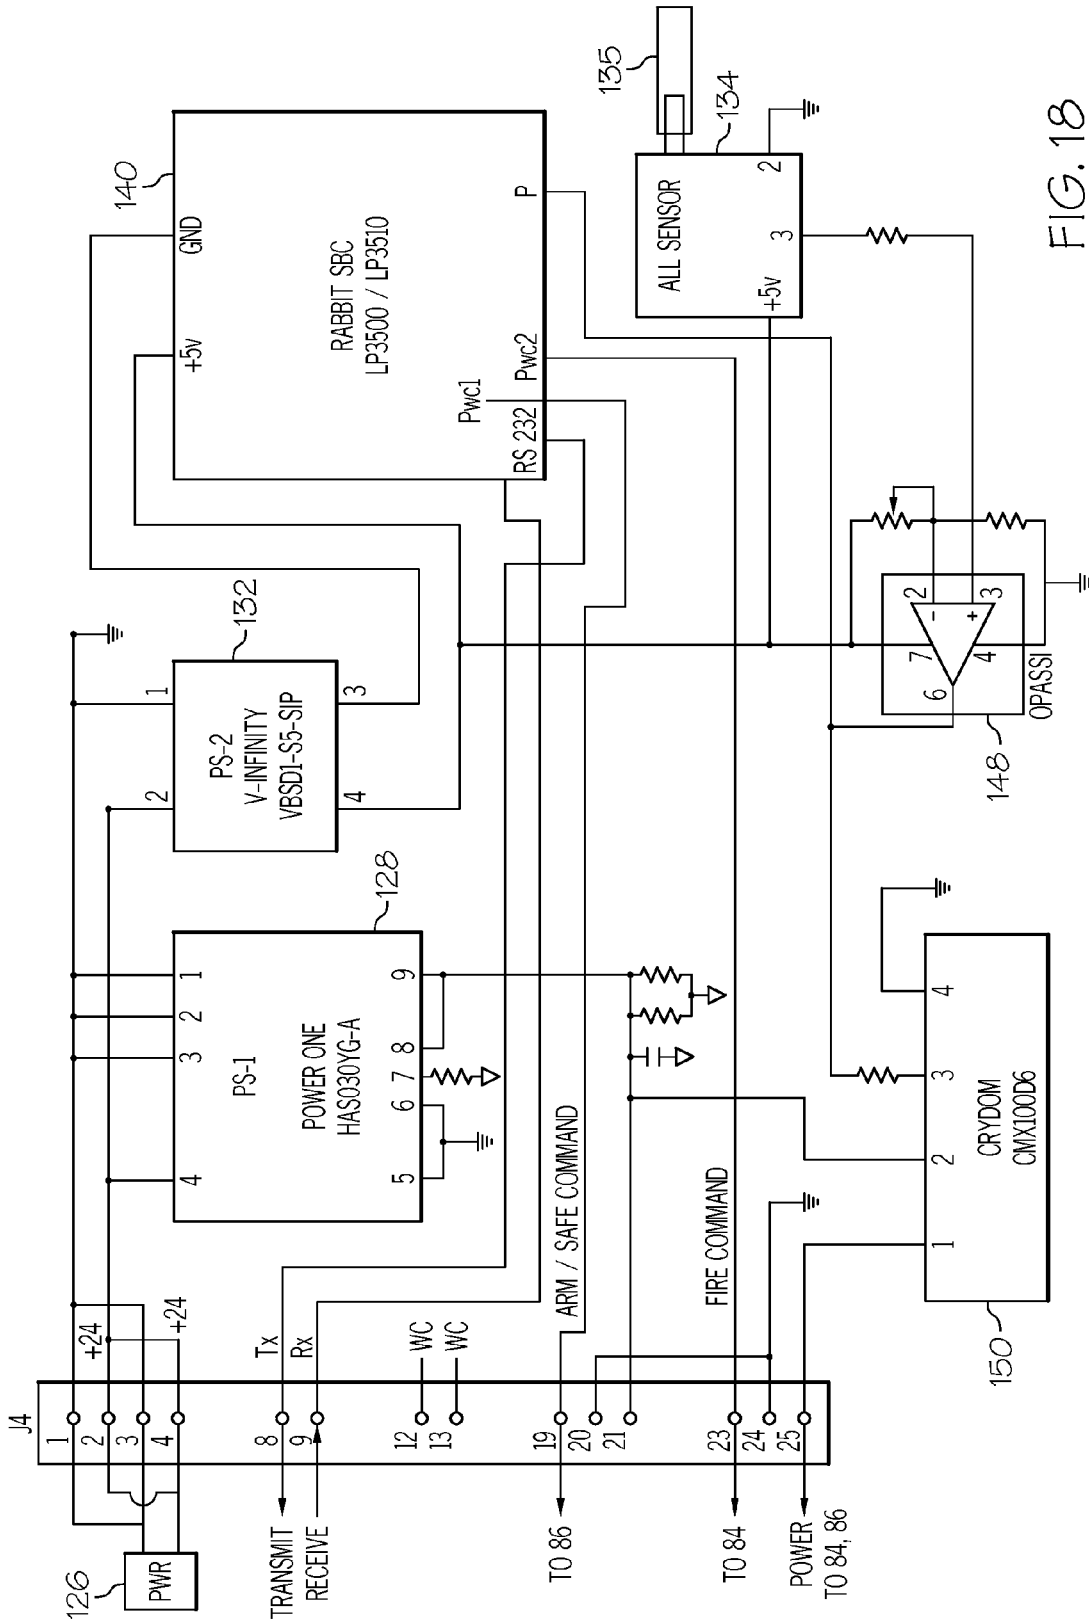 126
PWR
TRANSMIT
RECEIVE
TO 86
TO 84
POWER
TO 84, 86
J4
1
2
3
4
8
9
12
13
19
20
21
23
24
25
+24
+24
Tx
Rx
WC
WC
ARM / SAFE COMMAND
FIRE COMMAND
128
4
3
2
1
PS-1
POWER ONE
HAS030YG-A
5
6
7
8
9
132
2
1
PS-2
V-INFINITY
VBSD1-S5-SIP
4
3
140
+5v
GND
RABBIT SBC
LP3500 / LP3510
Pwc1
RS 232
Pwc2
P
135
134
ALL SENSOR
+5v
3
2
148
7
2
-
6
+
4
3
OPASSI
150
1
2
3
4
CRYDOM
CMX100D6
FIG. 18